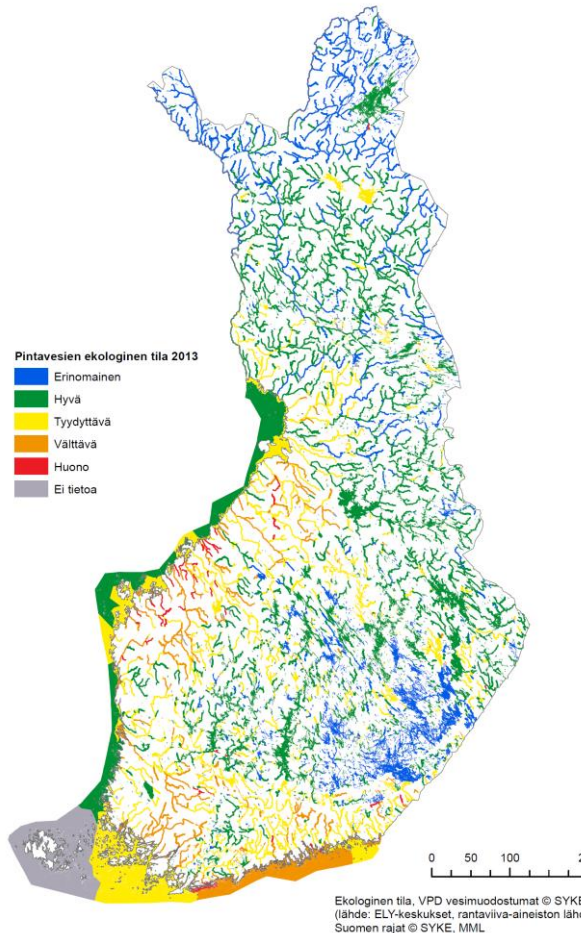 Pintavesien ekologinen tila 2013
Erinomainen
Hyvä
Tyydyttävä
Välttävä
Huono
Ei tietoa
0 50 100
Ekologinen tila, VPD vesimuodostumat © SYKE
(lähde: ELY-keskukset, rantaviiva-aineiston lähd
Suomen rajat © SYKE, MML